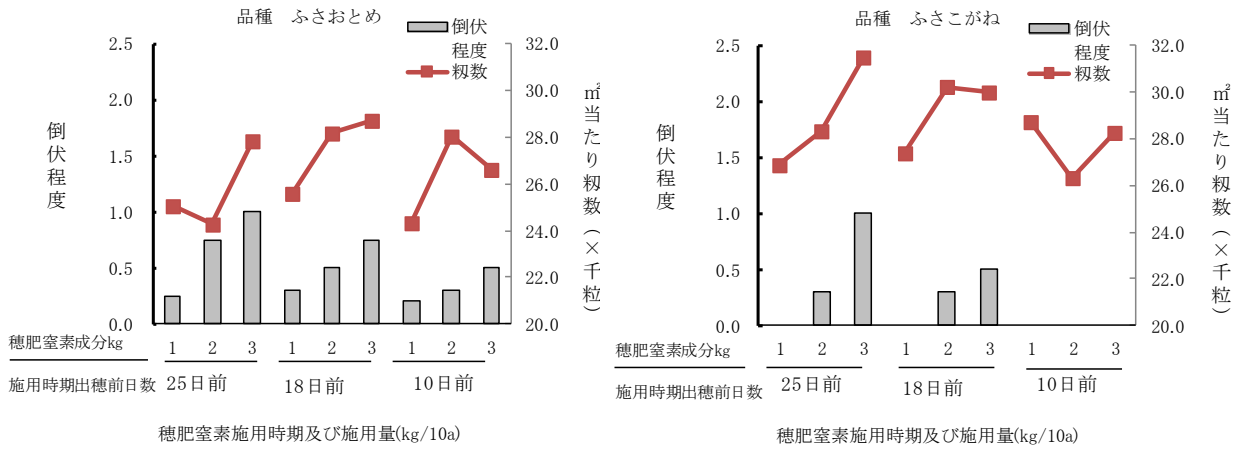 品種 ふさおとめ
倒伏
程度
籾数
2.5
2.0
1.5
1.0
0.5
0.0
倒伏程度
32.0
30.0
28.0
26.0
24.0
22.0
20.0
㎡当たり籾数(×千粒)
穂肥窒素成分kg
1 2 3 1 2 3 1 2 3
施用時期出穂前日数
25日前 18日前 10日前
穂肥窒素施用時期及び施用量(kg/10a)
品種 ふさこがね
倒伏
程度
籾数
2.5
2.0
1.5
1.0
0.5
0.0
倒伏程度
32.0
30.0
28.0
26.0
24.0
22.0
20.0
㎡当たり籾数(×千粒)
穂肥窒素成分kg
1 2 3 1 2 3 1 2 3
施用時期出穂前日数
25日前 18日前 10日前
穂肥窒素施用時期及び施用量(kg/10a)